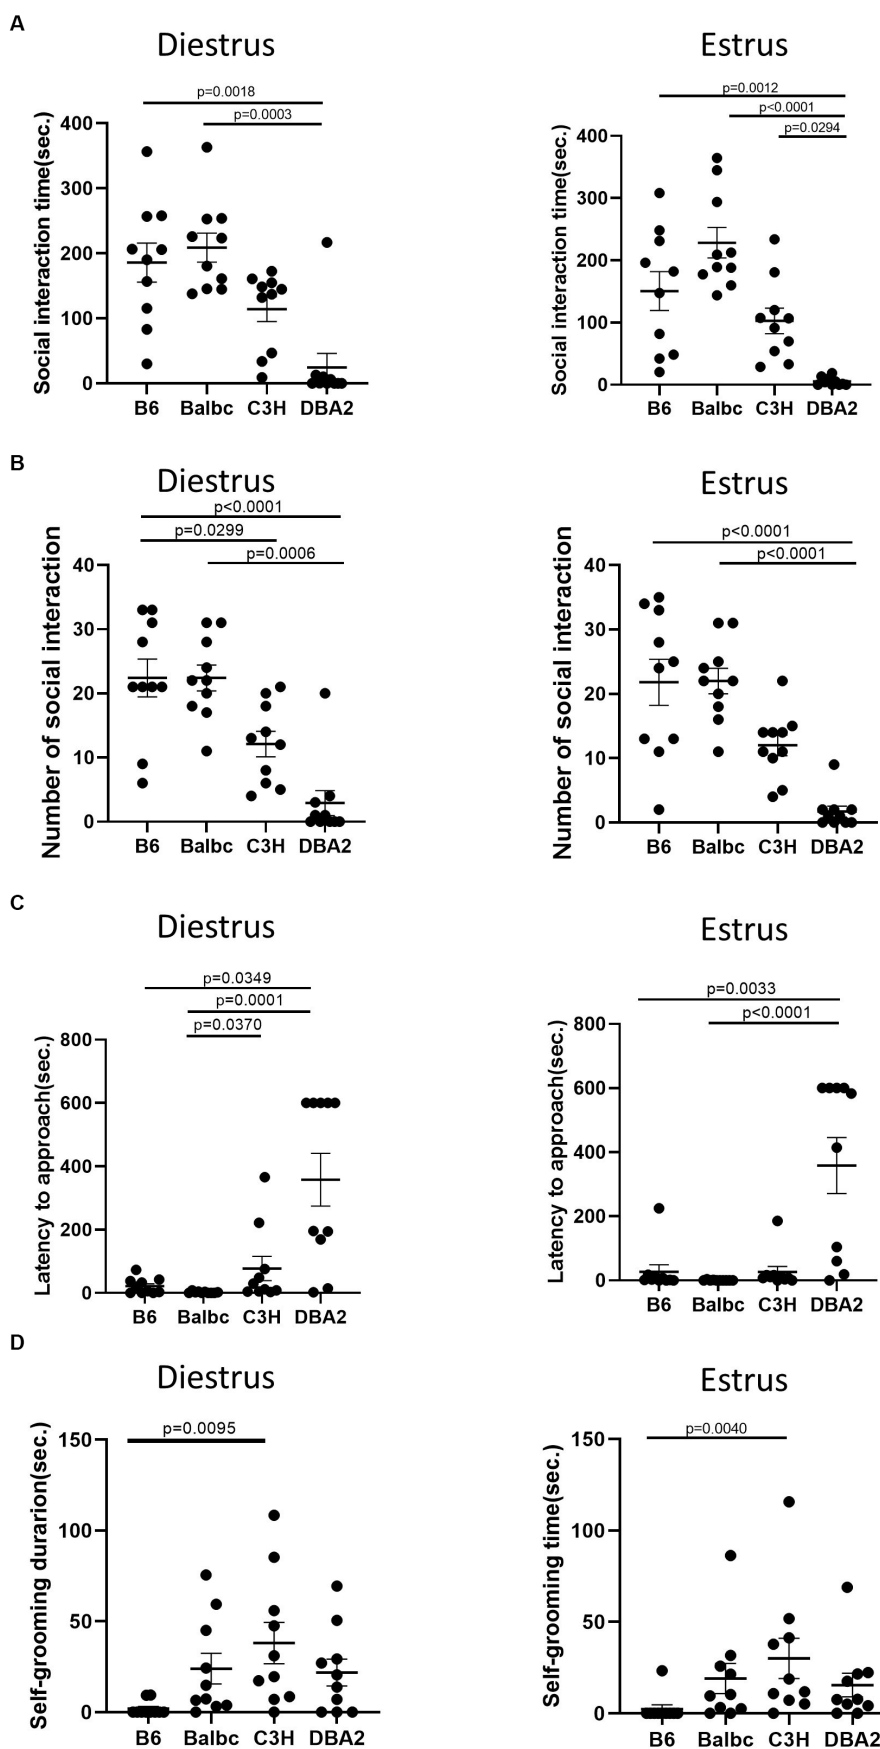 A
Diestrus
Estrus
p=0.0018
p=0.0003
p=0.0012
p<0.0001
p=0.0294
Social interaction time(sec.)
400
300
200
100
0
B6 Balbc C3H DBA2
Social interaction time(sec.)
400
300
200
100
0
B6 Balbc C3H DBA2
B
Diestrus
Estrus
p<0.0001
p=0.0299
p=0.0006
p<0.0001
p<0.0001
Number of social interaction
40
30
20
10
0
B6 Balbc C3H DBA2
Number of social interaction
40
30
20
10
0
B6 Balbc C3H DBA2
C
Diestrus
Estrus
p=0.0349
p=0.0001
p=0.0370
p=0.0033
p<0.0001
Latency to approach(sec.)
800
600
400
200
0
B6 Balbc C3H DBA2
Latency to approach(sec.)
800
600
400
200
0
B6 Balbc C3H DBA2
D
Diestrus
Estrus
p=0.0095
p=0.0040
Self-grooming durarion(sec.)
150
100
50
0
B6 Balbc C3H DBA2
Self-grooming time(sec.)
150
100
50
0
B6 Balbc C3H DBA2